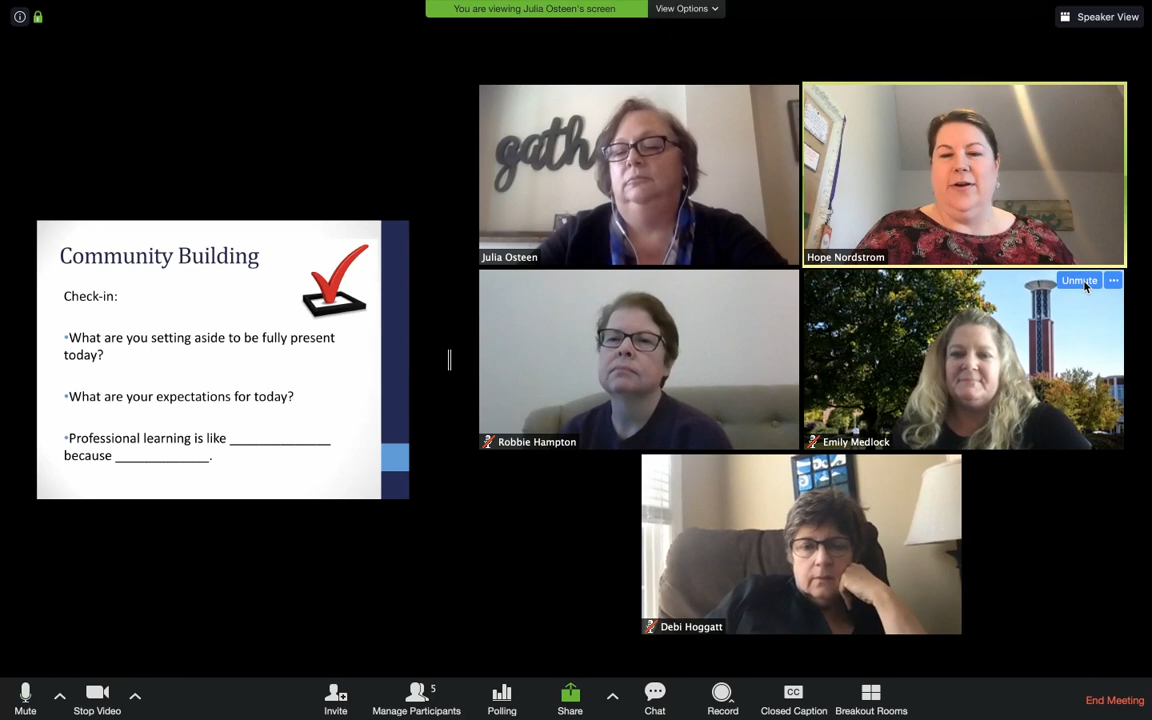 You are viewing Julia Osteen's screen
View Options
Speaker View
Community Building
Check-in:
•What are you setting aside to be fully present
today?
•What are your expectations for today?
•Professional learning is like _______________
because ______________.
Julia Osteen
Hope Nordstrom
Robbie Hampton
Unmute
Emily Medlock
Debi Hoggatt
Mute
Stop Video
Invite
5
Manage Participants
Polling
Share
Chat
Record
CC
Closed Caption
Breakout Rooms
End Meeting